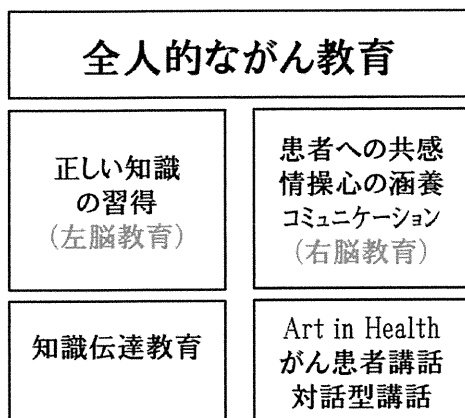 全人的ながん教育
正しい知識
の習得
(左脳教育)
患者への共感
情操心の涵養
コミュニケーション
(右脳教育)
知識伝達教育
Art in Health
がん患者講話
対話型講話